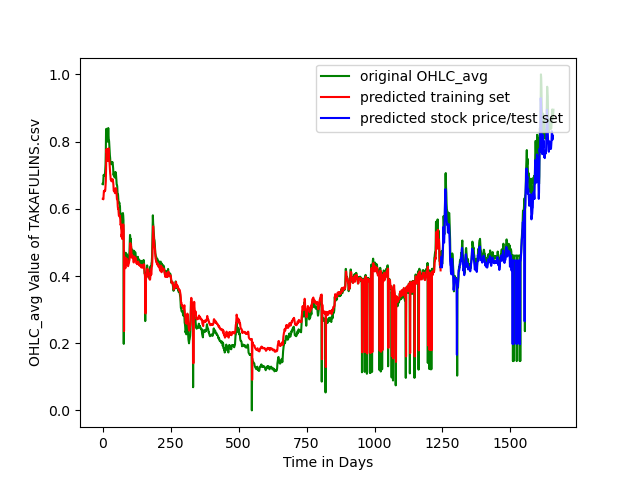 original OHLC_avg
predicted training set
predicted stock price/test set
OHLC_avg Value of TAKAFULINS.csv
1.0
0.8
0.6
0.4
0.2
0.0
0 250 500 750 1000 1250 1500
Time in Days